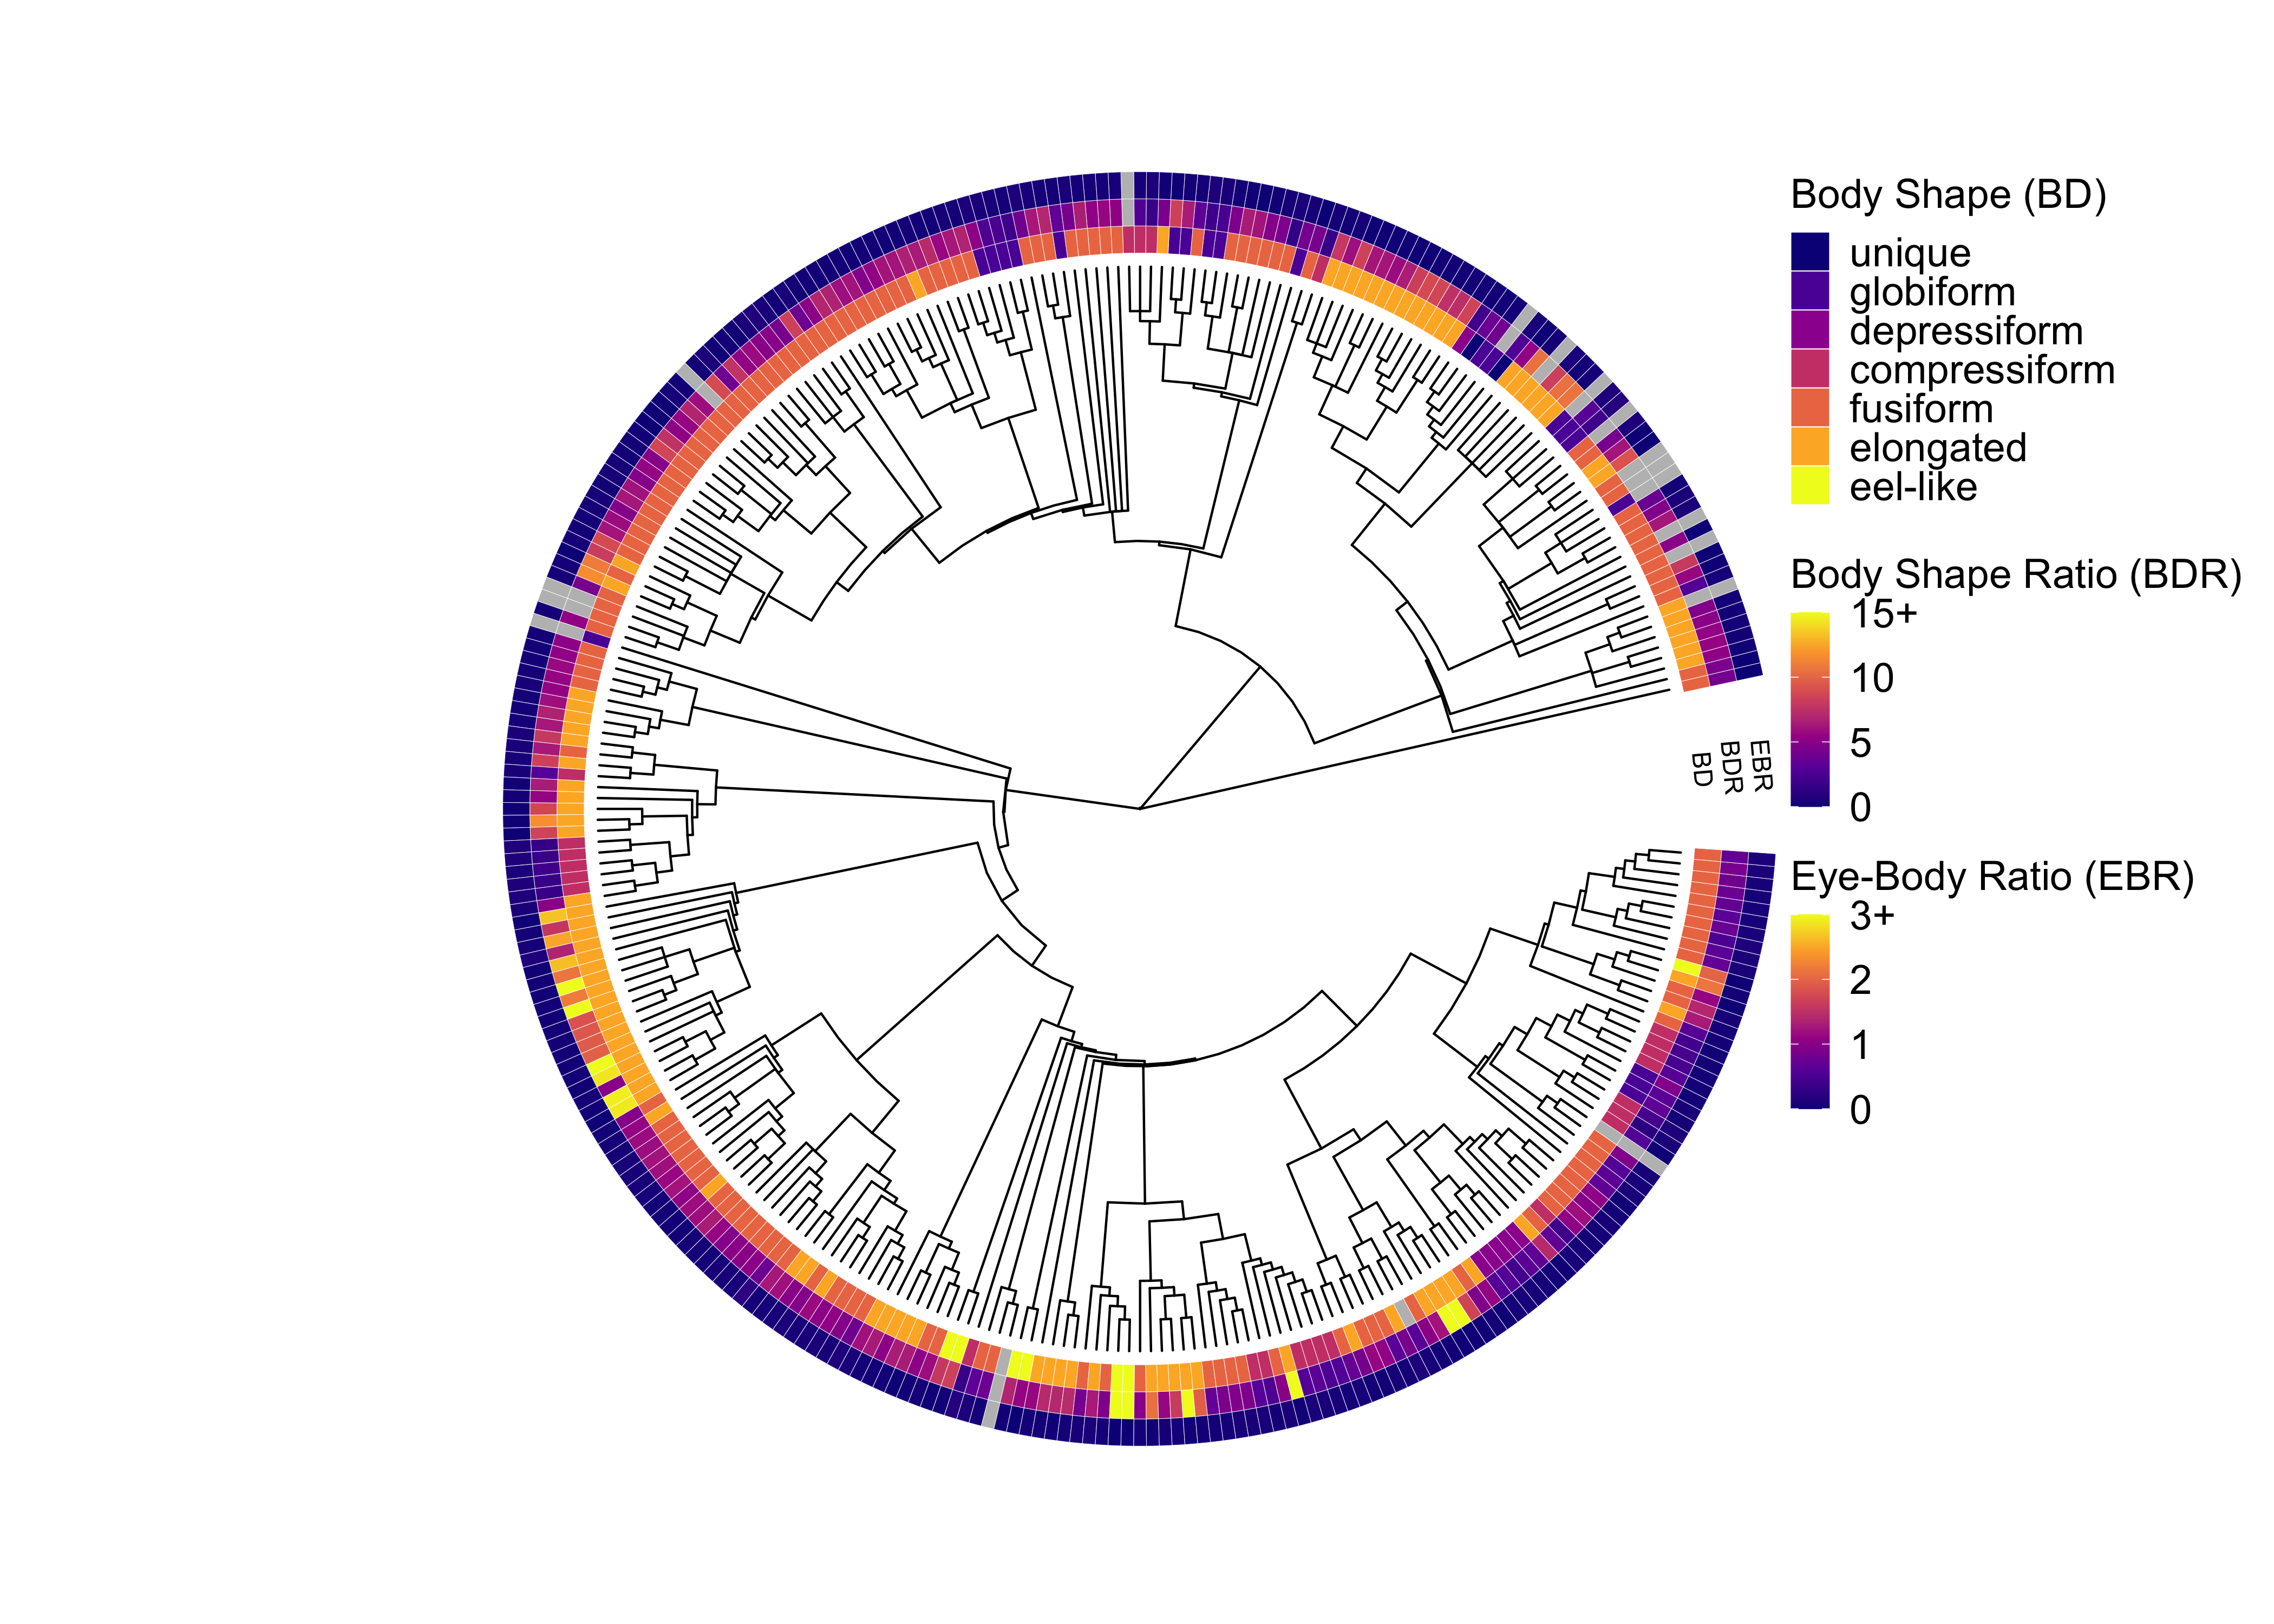 Body Shape (BD)
unique
globiform
depressiform
compressiform
fusiform
elongated
eel-like
Body Shape Ratio (BDR)
15+
10
5
0
BD
BDR
EBR
Eye-Body Ratio (EBR)
3+
2
1
0